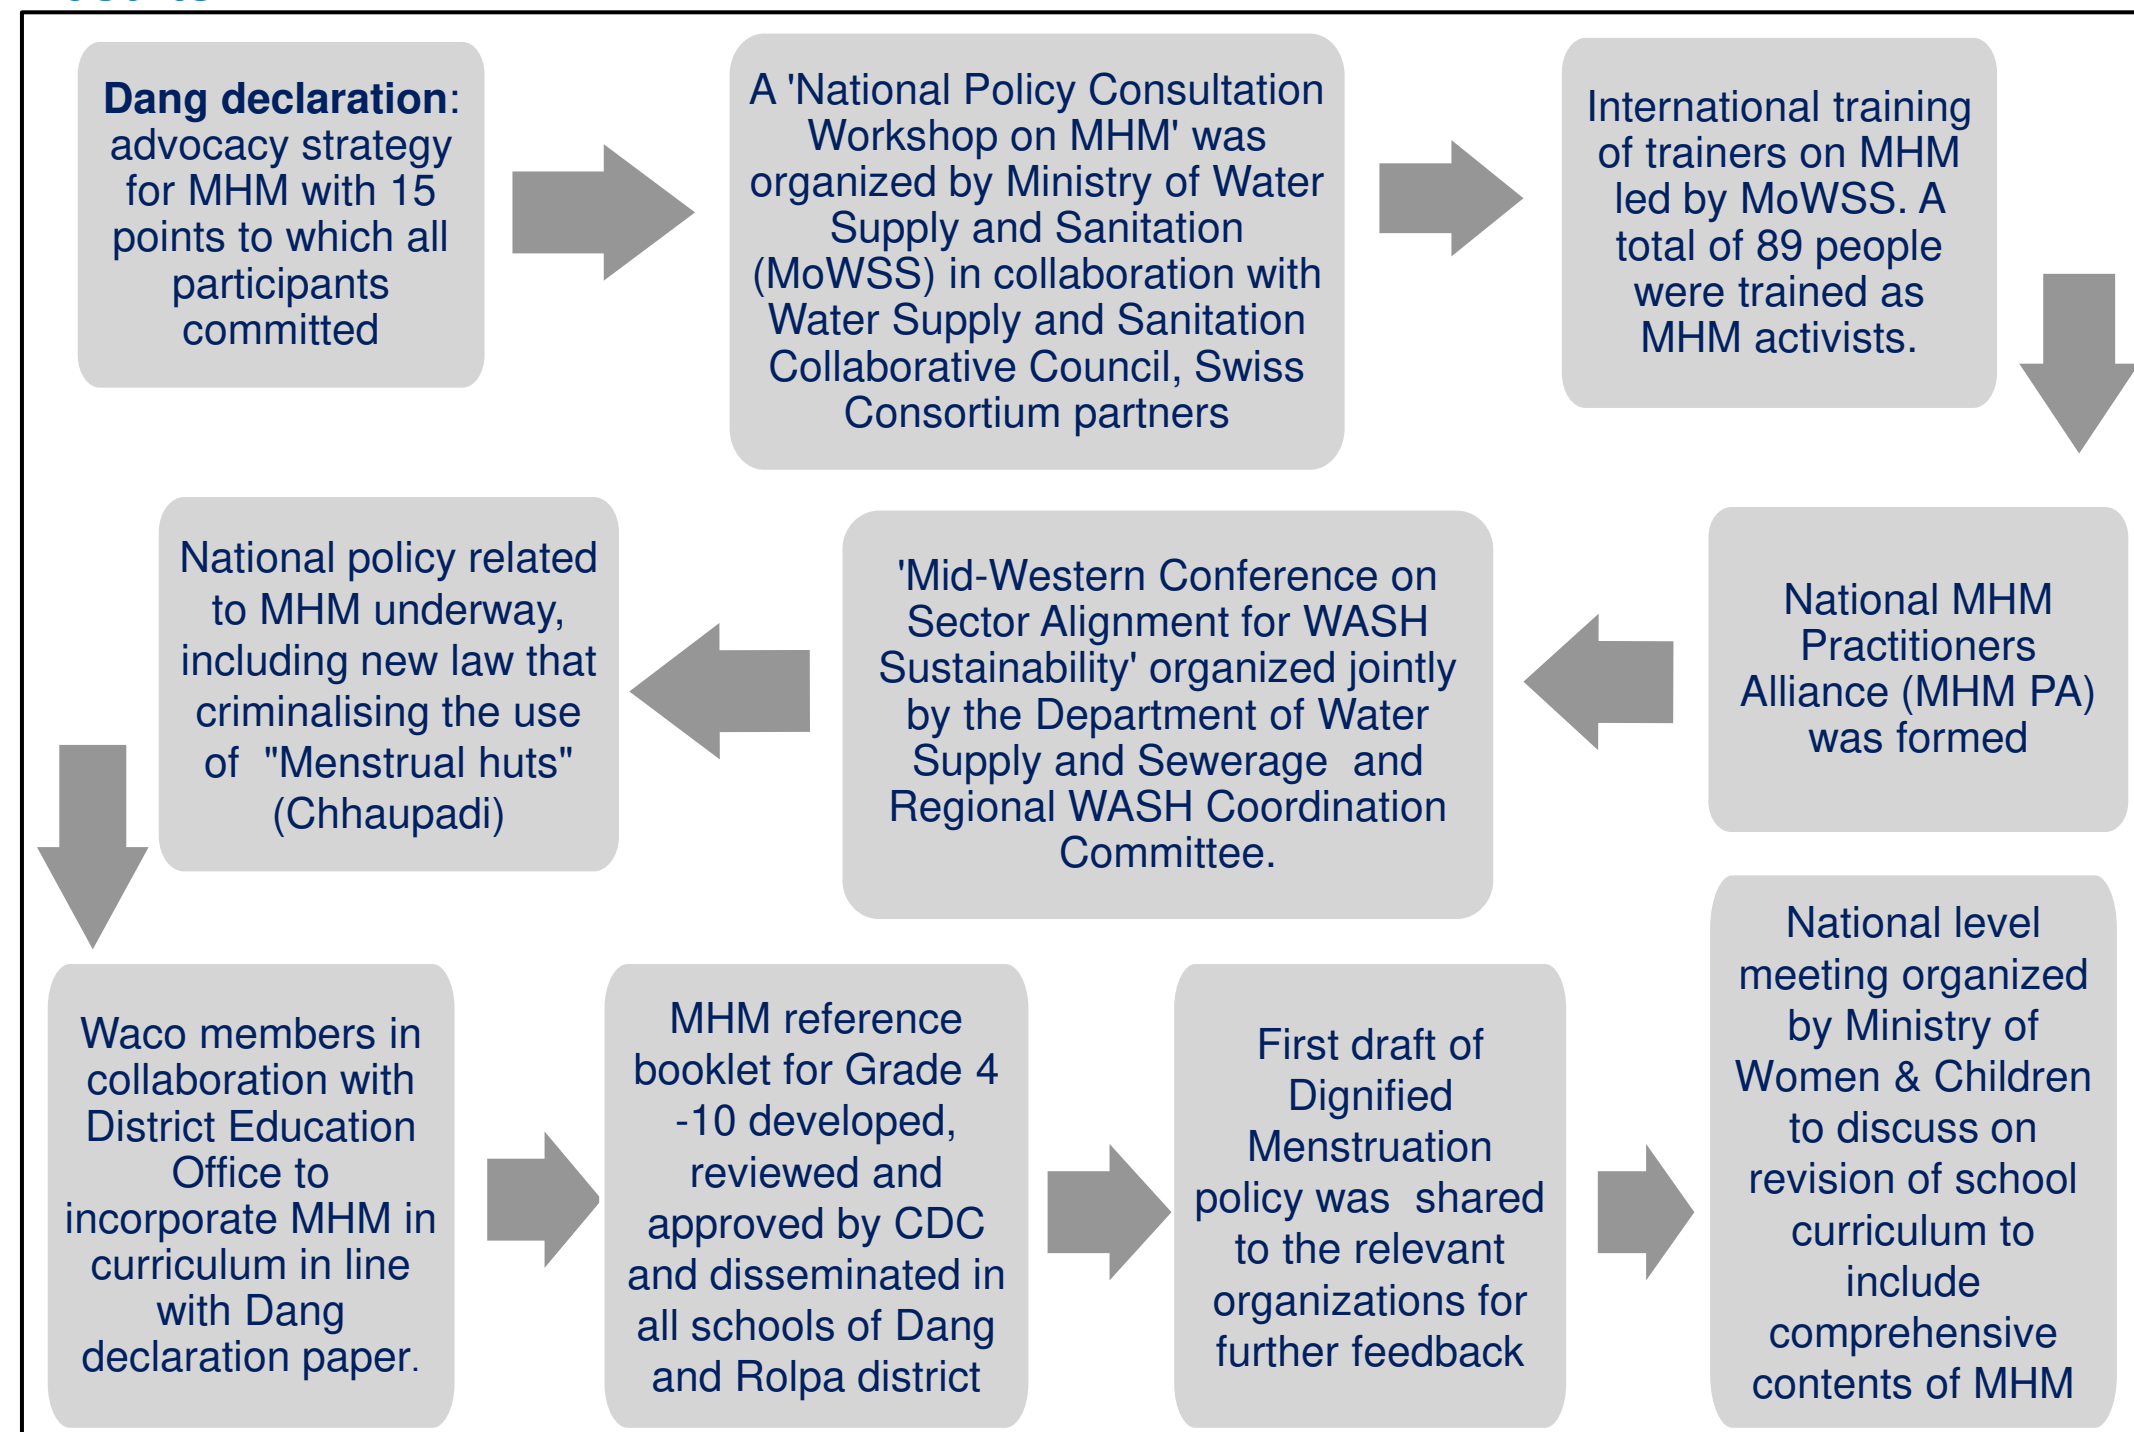 Dang declaration:
advocacy strategy
for MHM with 15
points to which all
participants
committed
A 'National Policy Consultation
Workshop on MHM' was
organized by Ministry of Water
Supply and Sanitation
(MoWSS) in collaboration with
Water Supply and Sanitation
Collaborative Council, Swiss
Consortium partners
International training
of trainers on MHM
led by MoWSS. A
total of 89 people
were trained as
MHM activists.
National MHM
Practitioners
Alliance (MHM PA)
was formed
'Mid-Western Conference on
Sector Alignment for WASH
Sustainability' organized jointly
by the Department of Water
Supply and Sewerage  and
Regional WASH Coordination
Committee.
National policy related
to MHM underway,
including new law that
criminalising the use
of  "Menstrual huts"
(Chhaupadi)
Waco members in
collaboration with
District Education
Office to
incorporate MHM in
curriculum in line
with Dang
declaration paper.
MHM reference
booklet for Grade 4
-10 developed,
reviewed and
approved by CDC
and disseminated in
all schools of Dang
and Rolpa district
First draft of
Dignified
Menstruation
policy was  shared
to the relevant
organizations for
further feedback
National level
meeting organized
by Ministry of
Women & Children
to discuss on
revision of school
curriculum to
include
comprehensive
contents of MHM